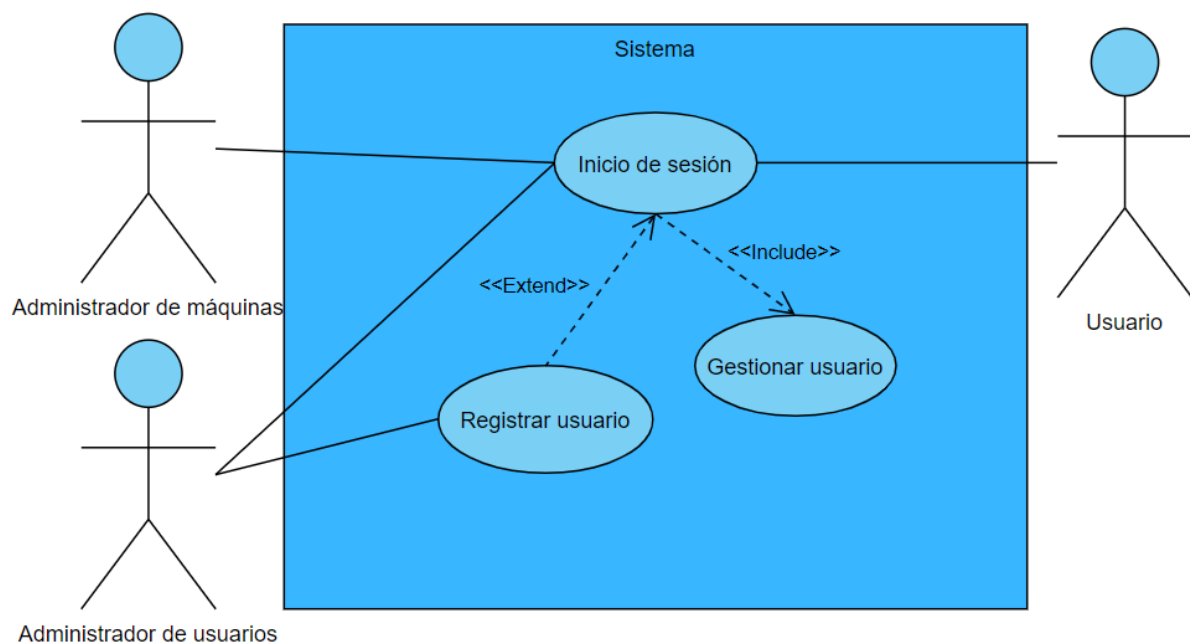 Sistema
Inicio de sesión
<<Include>>
<<Extend>>
Administrador de máquinas
Usuario
Gestionar usuario
Registrar usuario
Administrador de usuarios